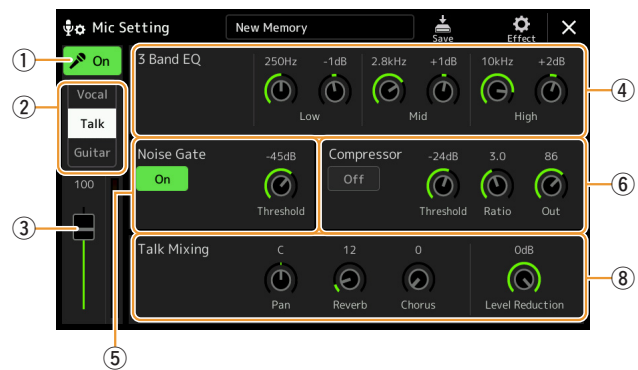 Mic Setting
New Memory
Save
Effect
1
On
2
Vocal
Talk
Guitar
100
3
3 Band EQ
250Hz -1dB 2.8kHz +1dB 10kHz +2dB
Low Mid High
4
Noise Gate
On
-45dB
Threshold
5
Compressor
Off
-24dB 3.0 86
Threshold Ratio Out
6
Talk Mixing
C 12 0 0dB
Pan Reverb Chorus Level Reduction
8